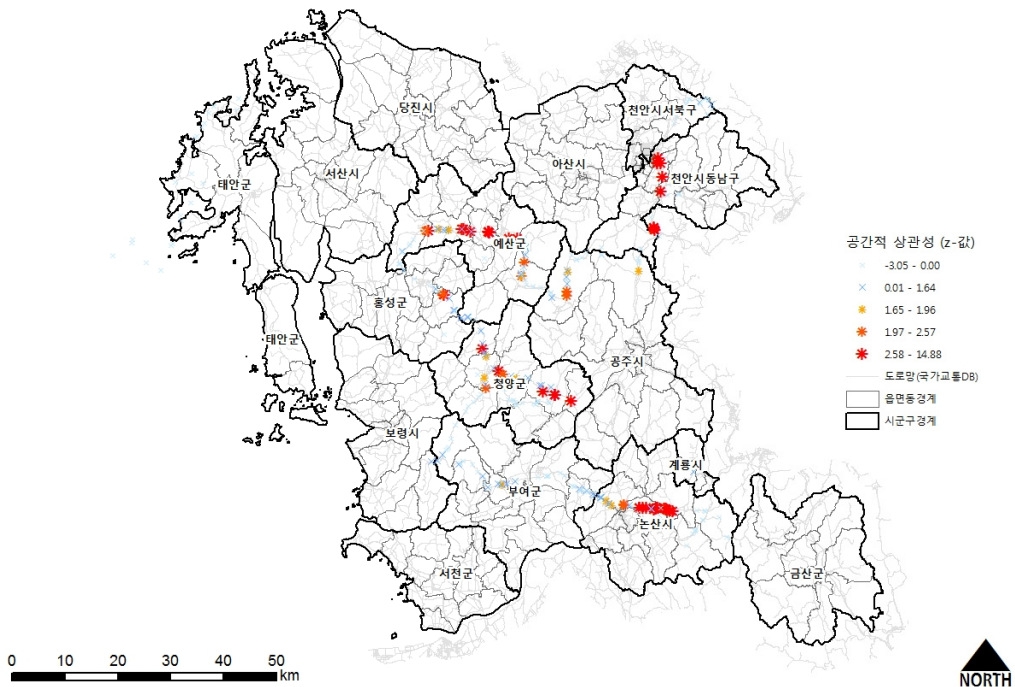 당진시
천안시서북구
아산시
천안시동남구
서산시
태안군
예산군
홍성군
태안군
공주시
청양군
보령시
계룡시
부여군
논산시
서천군
금산군
공간적 상관성 (z-값)
-3.05 - 0.00
0.01 - 1.64
1.65 - 1.96
1.97 - 2.57
2.58 - 14.88
도로망(국가교통DB)
읍면동경계
시군구경계
0 10 20 30 40 50
km
NORTH